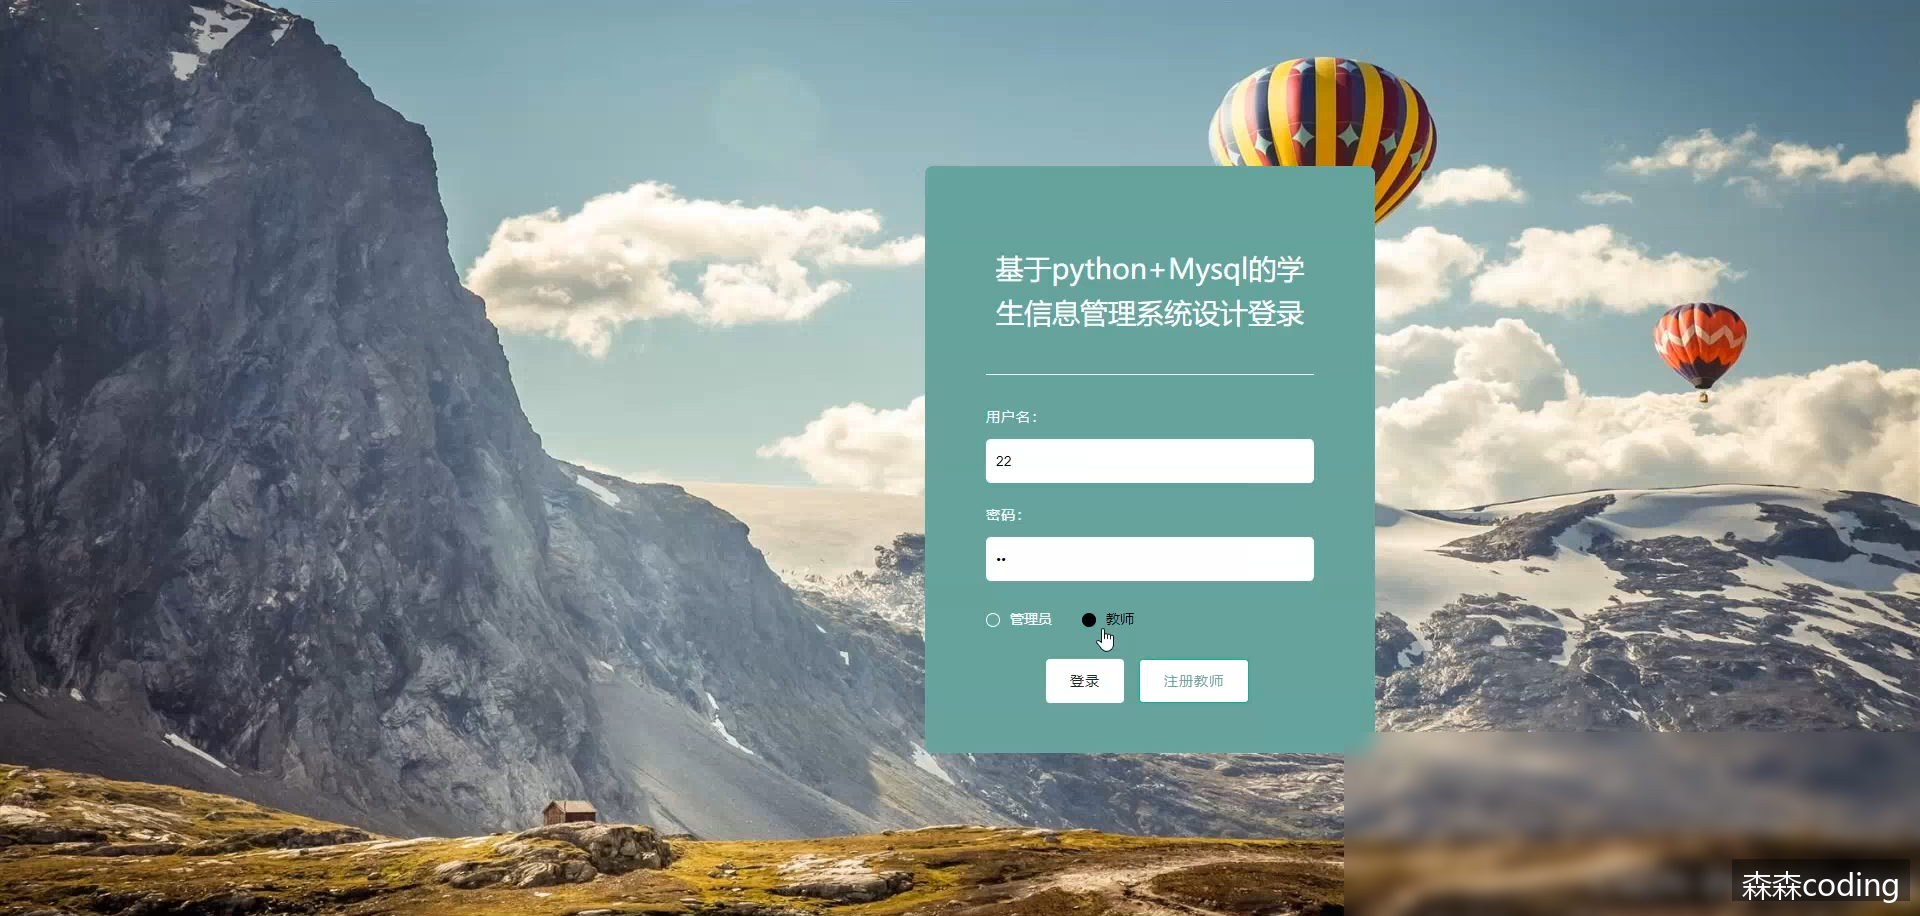 基于python+Mysql的学
生信息管理系统设计登录
用户名：
22
密码：
••
管理员 教师
登录 注册教师
森森coding